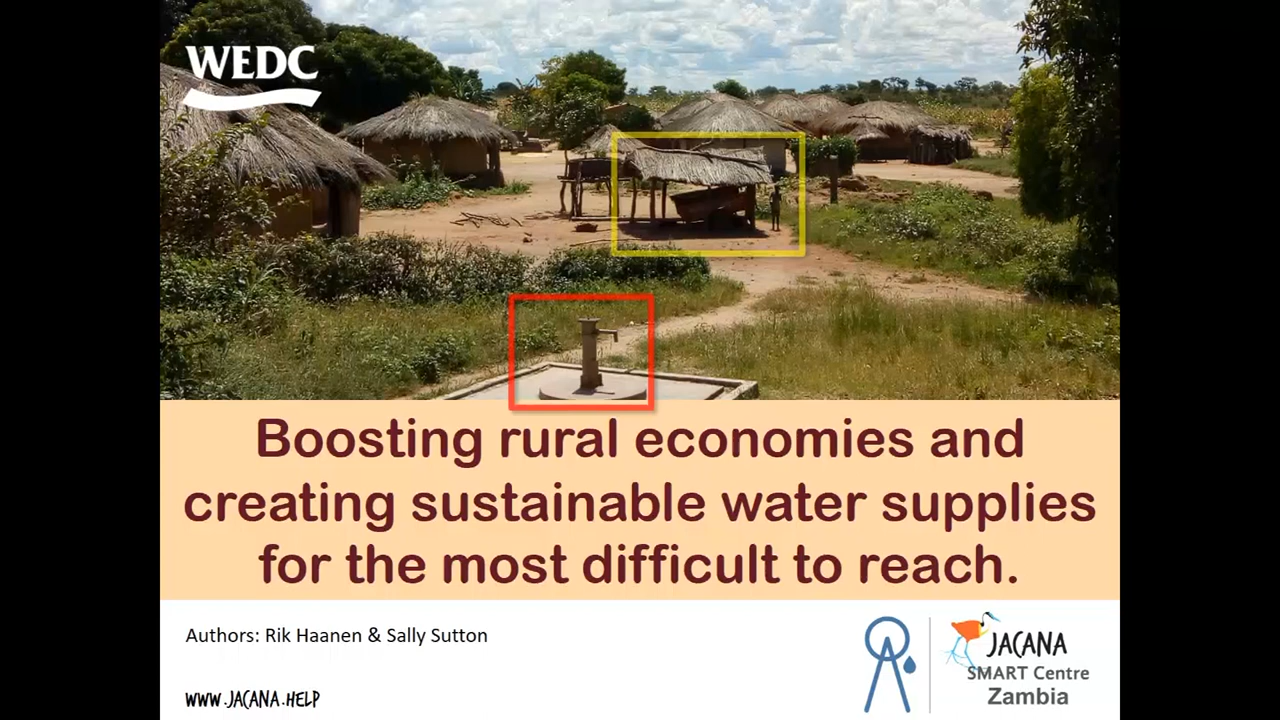 WEDC
Boosting rural economies and
creating sustainable water supplies
for the most difficult to reach.
Authors: Rik Haanen & Sally Sutton
WWW.JACANA.HELP
JACANA
SMART Centre
Zambia